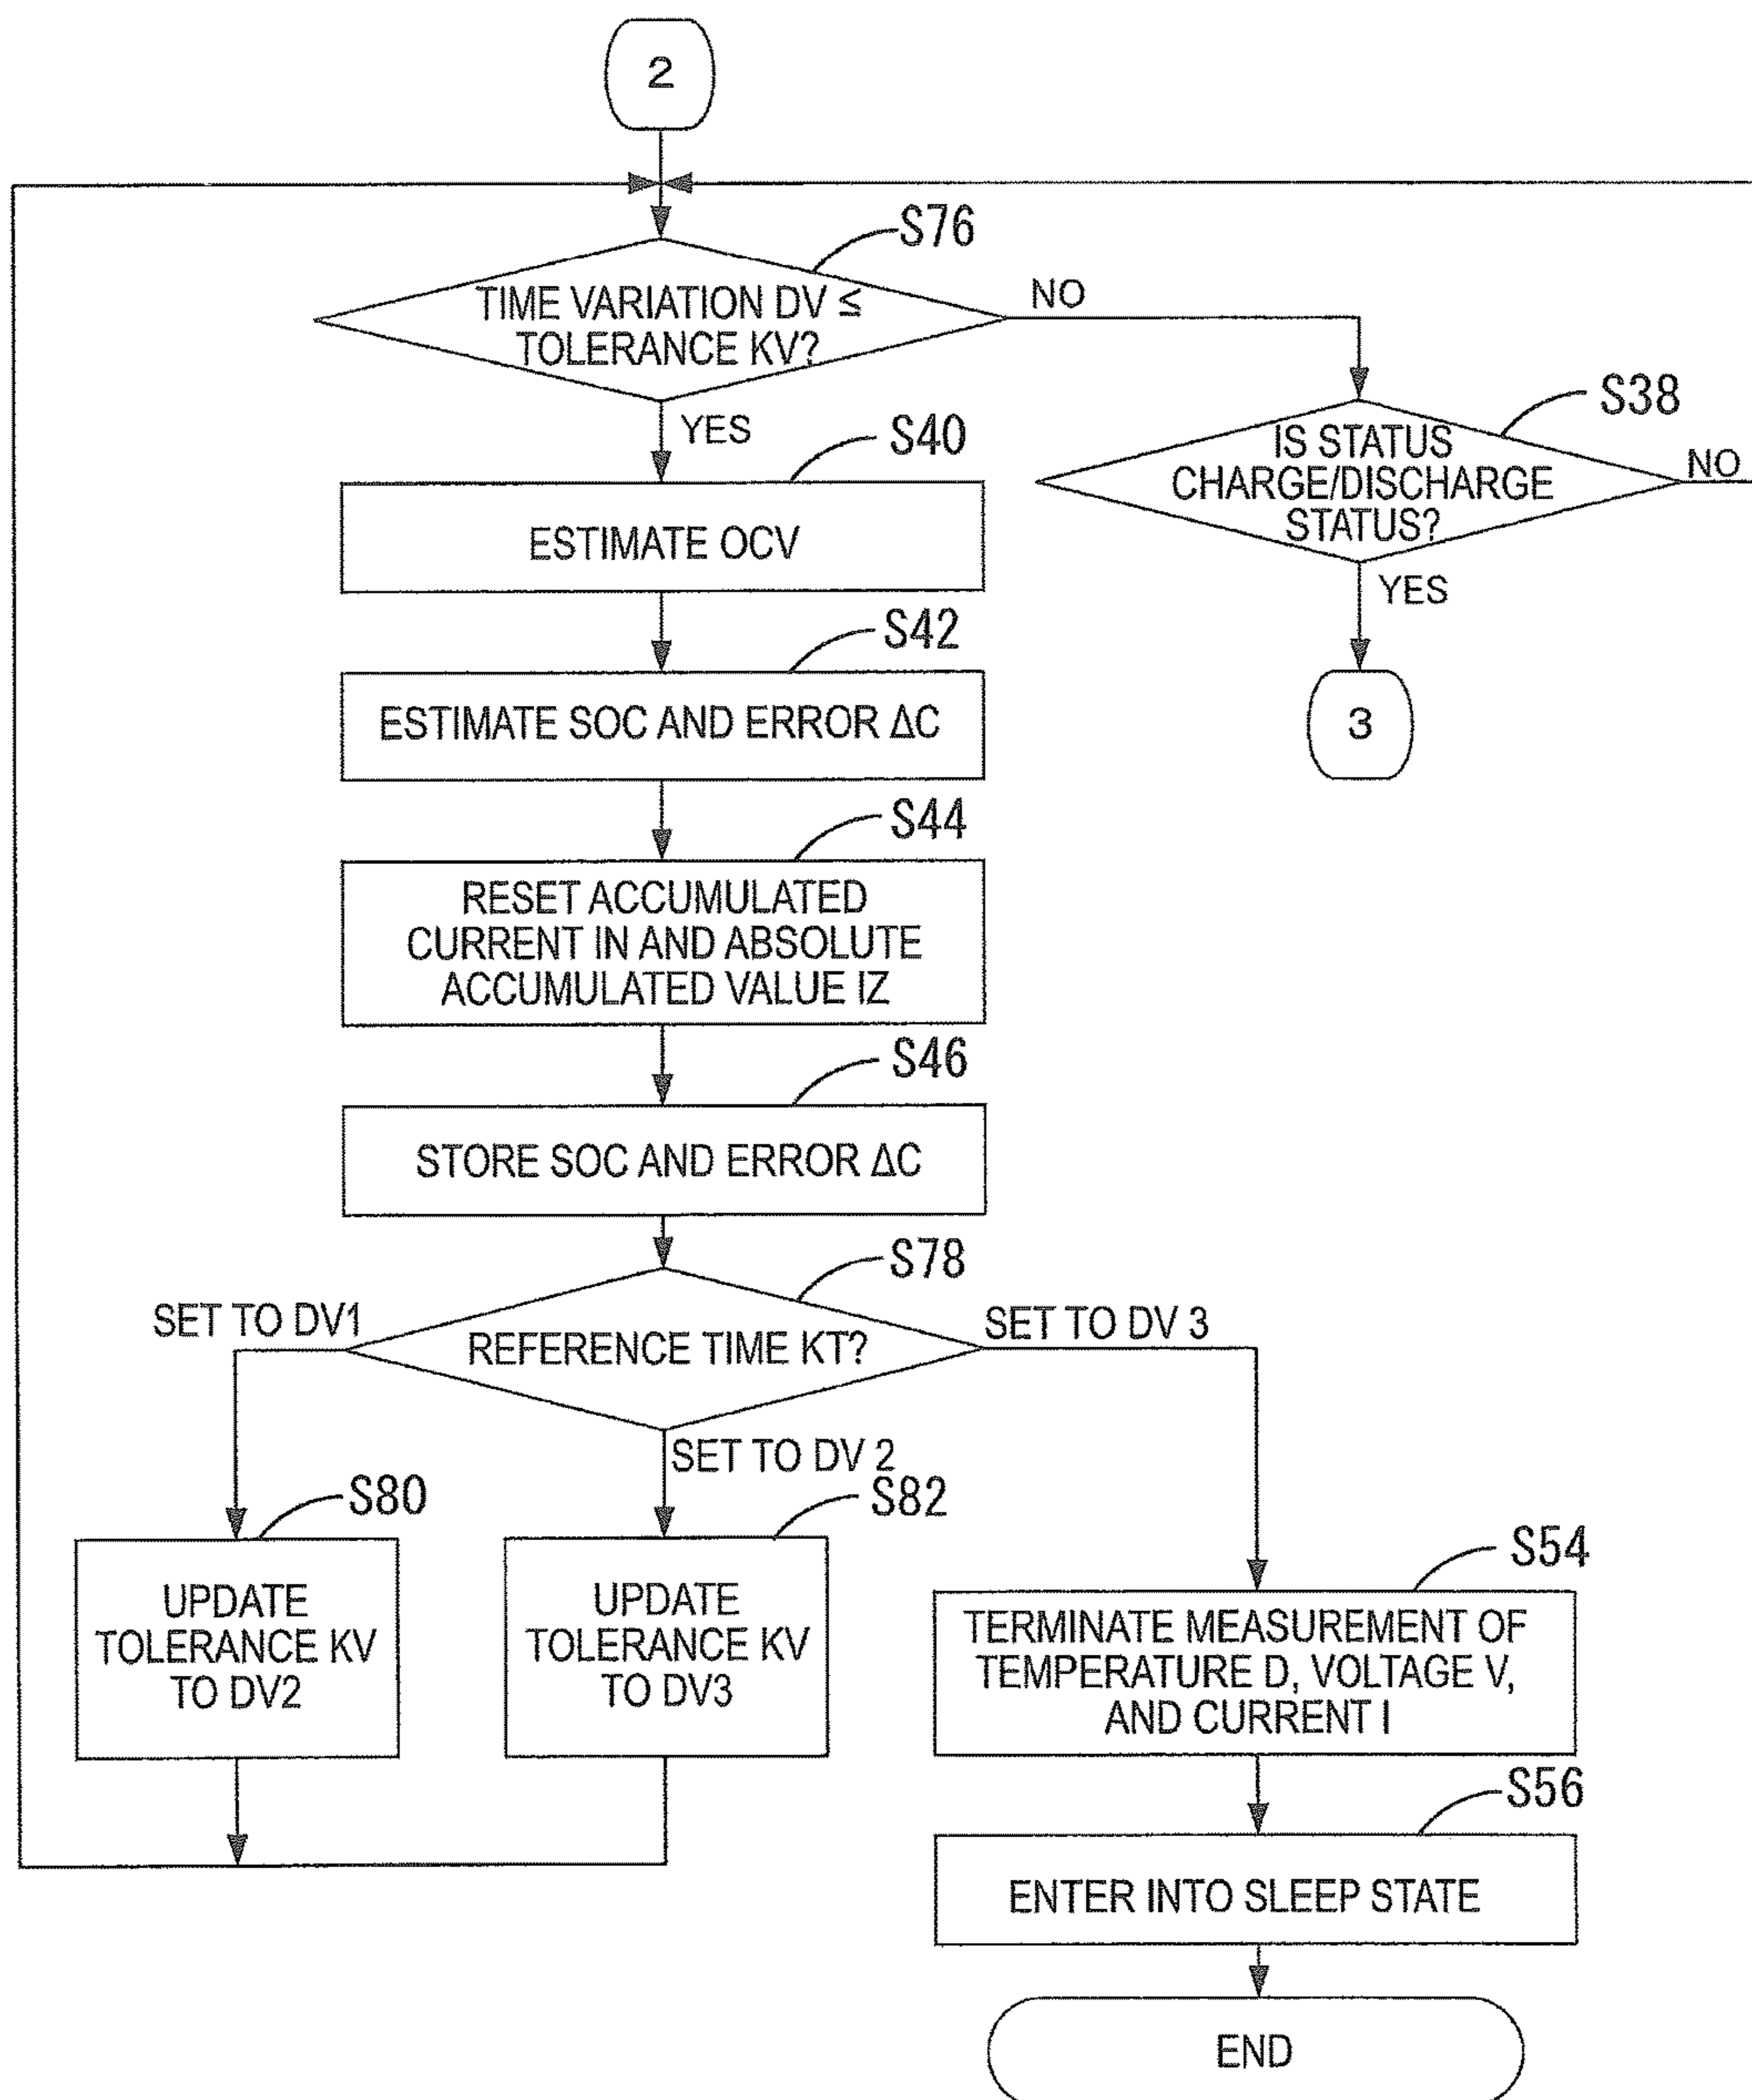 2
S76
TIME VARIATION DV ≤
TOLERANCE KV?
NO
YES
S38
IS STATUS
CHARGE/DISCHARGE
STATUS?
NO
YES
3
S40
ESTIMATE OCV
S42
ESTIMATE SOC AND ERROR ΔC
S44
RESET ACCUMULATED
CURRENT IN AND ABSOLUTE
ACCUMULATED VALUE IZ
S46
STORE SOC AND ERROR ΔC
S78
REFERENCE TIME KT?
SET TO DV1
SET TO DV 3
SET TO DV 2
S80
UPDATE
TOLERANCE KV
TO DV2
S82
UPDATE
TOLERANCE KV
TO DV3
S54
TERMINATE MEASUREMENT OF
TEMPERATURE D, VOLTAGE V,
AND CURRENT I
S56
ENTER INTO SLEEP STATE
END